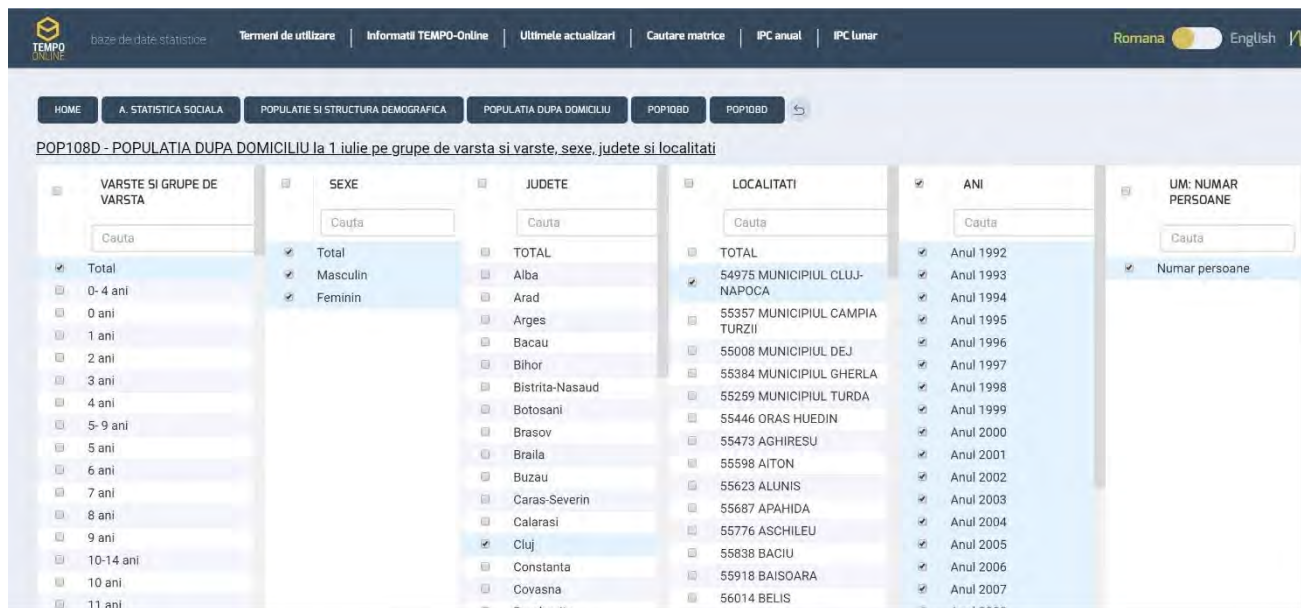 TEMPO
ONLINE
baze de date statistice
Termeni de utilizare
Informatii TEMPO-Online
Ultimele actualizari
Cautare matrice
IPC anual
IPC lunar
Romana
English
HOME
A. STATISTICA SOCIALA
POPULATIE SI STRUCTURA DEMOGRAFICA
POPULATIA DUPA DOMICILIU
POP108D
POP108D
POP108D - POPULATIA DUPA DOMICILIU la 1 iulie pe grupe de varsta si varste, sexe, judete si localitati
VARSTE SI GRUPE DE
VARSTA
Cauta
Total
0- 4 ani
0 ani
1 ani
2 ani
3 ani
4 ani
5- 9 ani
5 ani
6 ani
7 ani
8 ani
9 ani
10-14 ani
10 ani
11 ani
SEXE
Cauta
Total
Masculin
Feminin
JUDETE
Cauta
TOTAL
Alba
Arad
Arges
Bacau
Bihor
Bistrita-Nasaud
Botosani
Brasov
Braila
Buzau
Caras-Severin
Calarasi
Cluj
Constanta
Covasna
LOCALITATI
Cauta
TOTAL
54975 MUNICIPIUL CLUJ-
NAPOCA
55357 MUNICIPIUL CAMPIA
TURZII
55008 MUNICIPIUL DEJ
55384 MUNICIPIUL GHERLA
55259 MUNICIPIUL TURDA
55446 ORAS HUEDIN
55473 AGHIRESU
55598 AITON
55623 ALUNIS
55687 APAHIDA
55776 ASCHILEU
55838 BACIU
55918 BAISOARA
56014 BELIS
ANI
Cauta
Anul 1992
Anul 1993
Anul 1994
Anul 1995
Anul 1996
Anul 1997
Anul 1998
Anul 1999
Anul 2000
Anul 2001
Anul 2002
Anul 2003
Anul 2004
Anul 2005
Anul 2006
Anul 2007
UM: NUMAR
PERSOANE
Cauta
Numar persoane